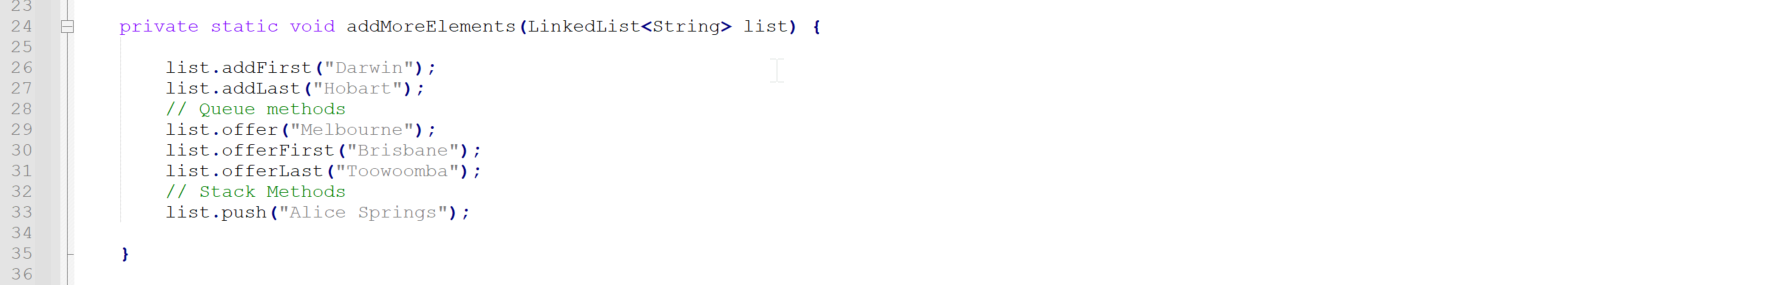 23
24 private static void addMoreElements(LinkedList<String> list) {
25
26 list.addFirst("Darwin");
27 list.addLast("Hobart");
28 // Queue methods
29 list.offer("Melbourne");
30 list.offerFirst("Brisbane");
31 list.offerLast("Toowoomba");
32 // Stack Methods
33 list.push("Alice Springs");
34
35 }
36